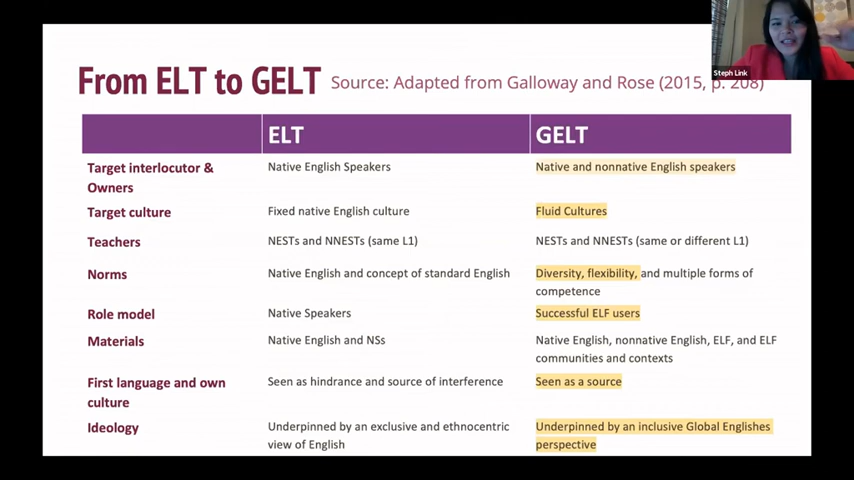 Steph Link
From ELT to GELT Source: Adapted from Galloway and Rose (2015, p. 208)
ELT GELT
Target interlocutor & Native English Speakers Native and nonnative English speakers
Owners
Target culture Fixed native English culture Fluid Cultures
Teachers NESTs and NNESTs (same L1) NESTs and NNESTs (same or different L1)
Norms Native English and concept of standard English Diversity, flexibility, and multiple forms of
competence
Role model Native Speakers Successful ELF users
Materials Native English and NSs Native English, nonnative English, ELF, and ELF
communities and contexts
First language and own Seen as hindrance and source of interference Seen as a source
culture
Ideology Underpinned by an exclusive and ethnocentric Underpinned by an inclusive Global Englishes
view of English perspective